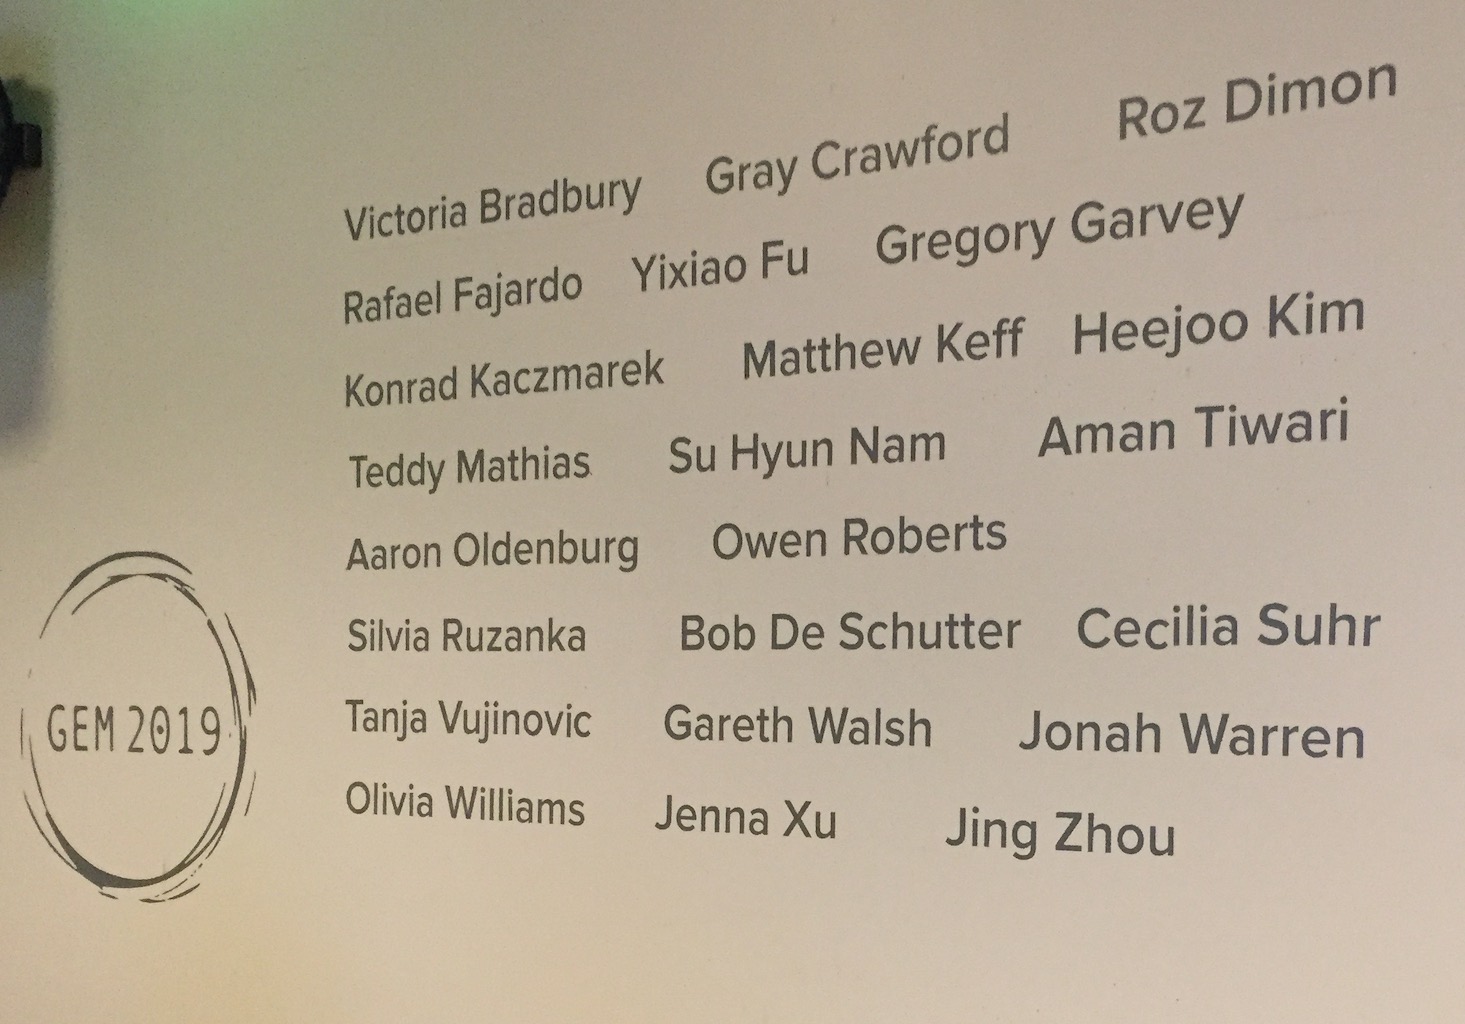 Victoria Bradbury Gray Crawford Roz Dimon
Rafael Fajardo Yixiao Fu Gregory Garvey
Konrad Kaczmarek Matthew Keff Heejoo Kim
Teddy Mathias Su Hyun Nam Aman Tiwari
Aaron Oldenburg Owen Roberts
Silvia Ruzanka Bob De Schutter Cecilia Suhr
Tanja Vujinovic Gareth Walsh Jonah Warren
Olivia Williams Jenna Xu Jing Zhou
GEM 2019